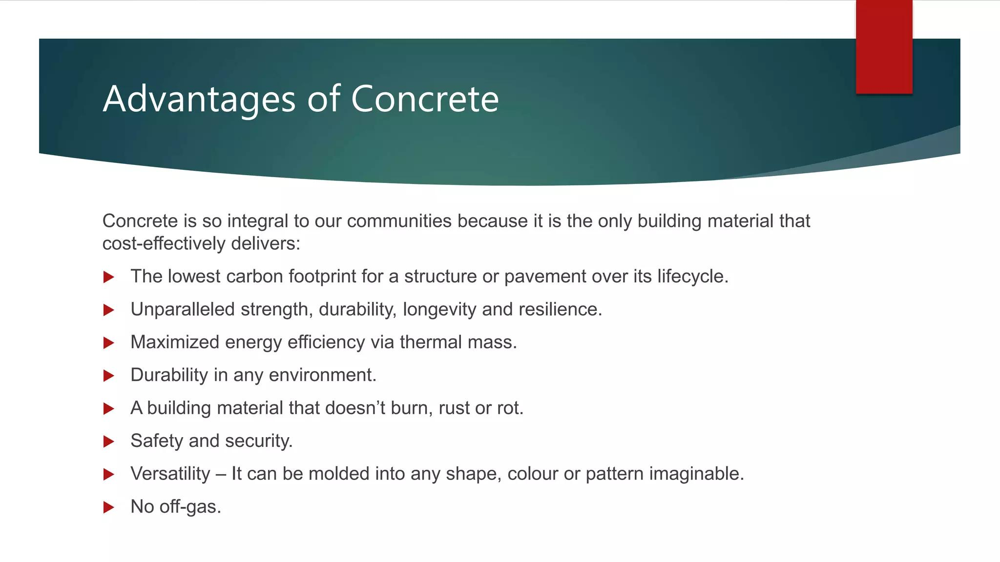 Advantages of Concrete
Concrete is so integral to our communities because it is the only building material that
cost-effectively delivers:
The lowest carbon footprint for a structure or pavement over its lifecycle.
Unparalleled strength, durability, longevity and resilience.
Maximized energy efficiency via thermal mass.
Durability in any environment.
A building material that doesn’t burn, rust or rot.
Safety and security.
Versatility – It can be molded into any shape, colour or pattern imaginable.
No off-gas.